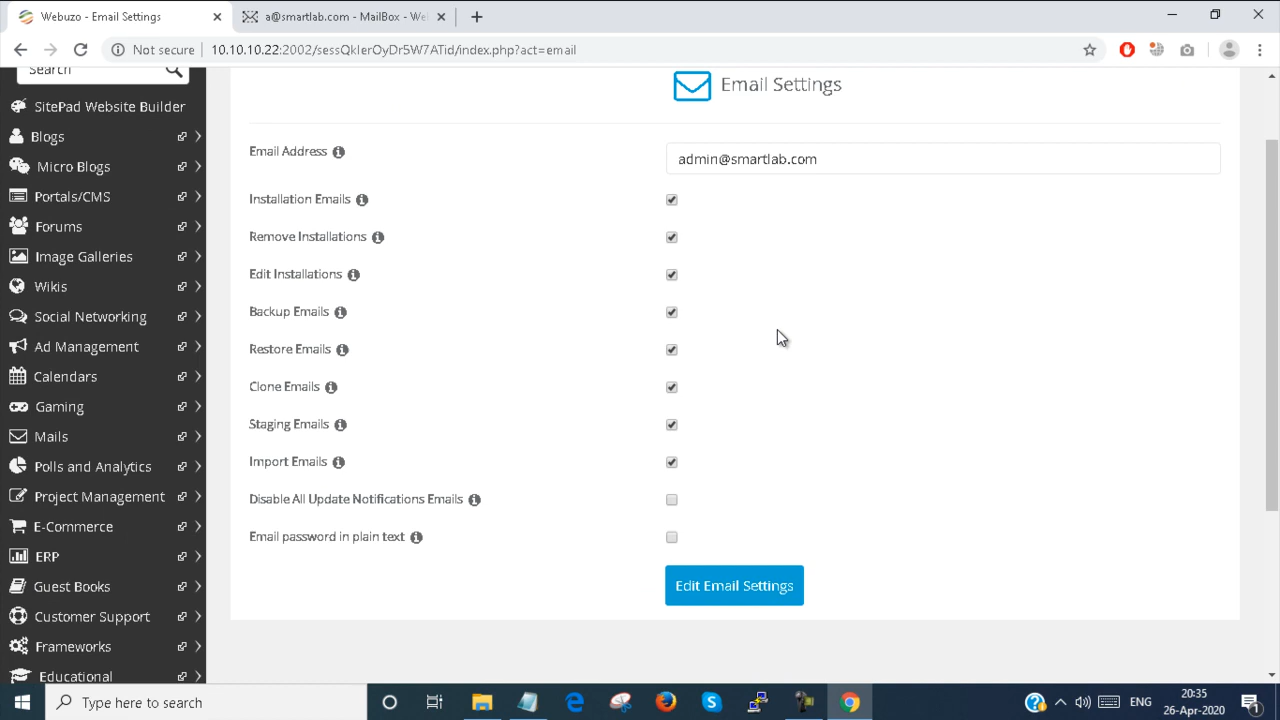 Webuzo - Email Settings
a@smartlab.com - MailBox - We
Not secure
10.10.10.22:2002/sessQkIerOyDr5W7ATid/index.php?act=email
Search
SitePad Website Builder
Blogs
Micro Blogs
Portals/CMS
Forums
Image Galleries
Wikis
Social Networking
Ad Management
Calendars
Gaming
Mails
Polls and Analytics
Project Management
E-Commerce
ERP
Guest Books
Customer Support
Frameworks
Educational
Email Settings
Email Address
admin@smartlab.com
Installation Emails
Remove Installations
Edit Installations
Backup Emails
Restore Emails
Clone Emails
Staging Emails
Import Emails
Disable All Update Notifications Emails
Email password in plain text
Edit Email Settings
Type here to search
ENG
20:35
26-Apr-2020